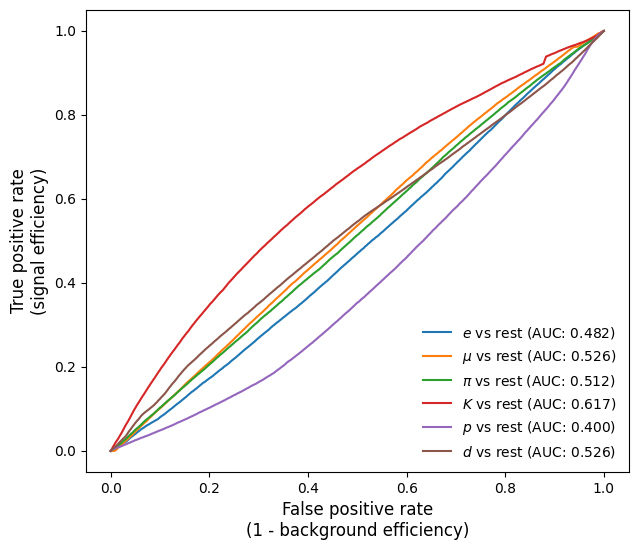 1.0
0.8
0.6
0.4
0.2
0.0
True positive rate
(signal efficiency)
e vs rest (AUC: 0.482)
μ vs rest (AUC: 0.526)
π vs rest (AUC: 0.512)
K vs rest (AUC: 0.617)
p vs rest (AUC: 0.400)
d vs rest (AUC: 0.526)
0.0 0.2 0.4 0.6 0.8 1.0
False positive rate
(1 - background efficiency)